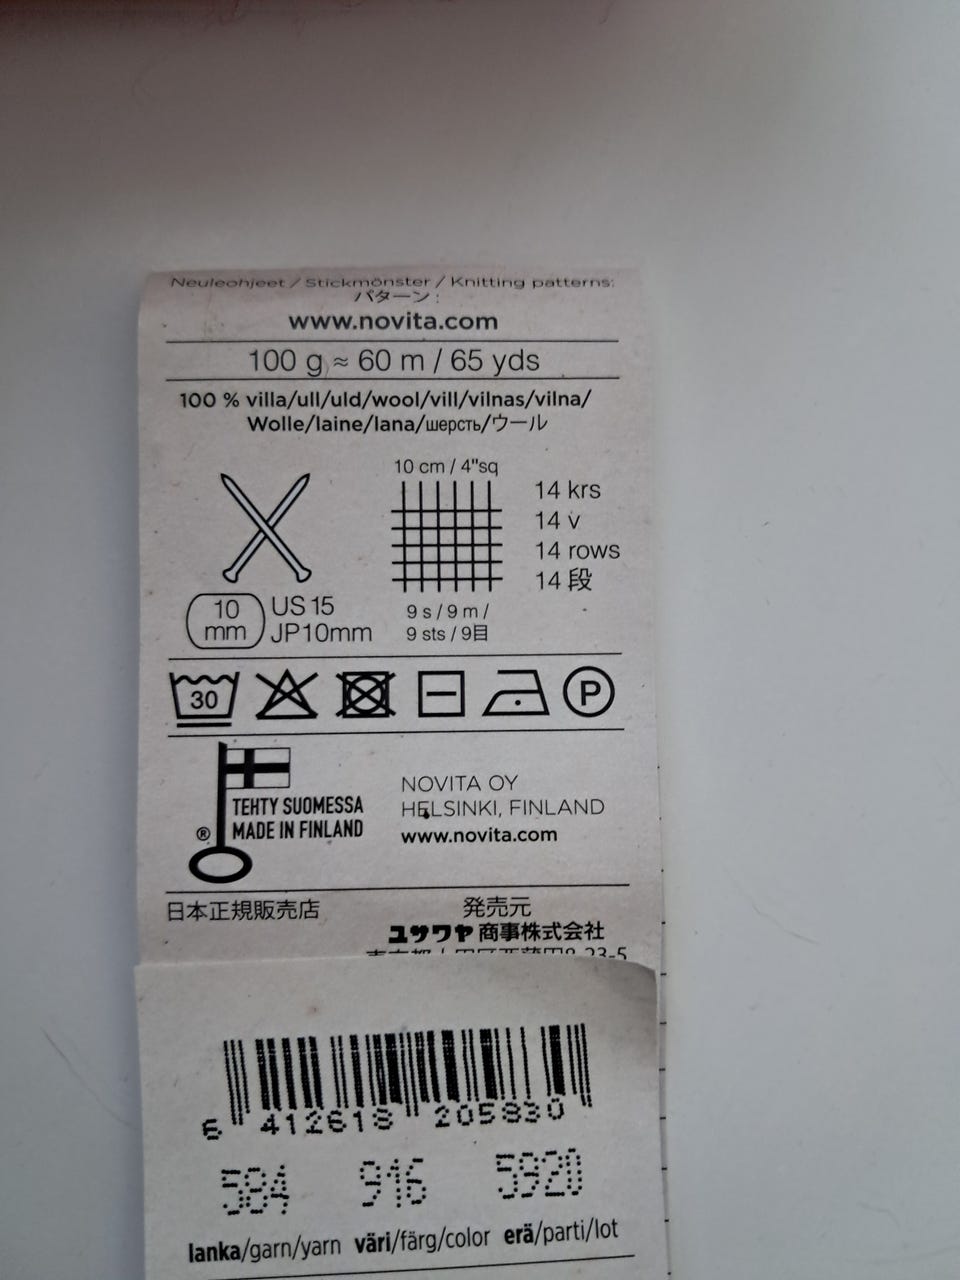 Neuleohjeet / Stickmönster / Knitting patterns:
パターン :
www.novita.com
100 g ≈ 60 m / 65 yds
100 % villa/ull/uld/wool/vill/vilnas/vilna/
Wolle/laine/lana/шерсть/ウール
10 cm / 4"sq
14 krs
14 v
14 rows
14 段
10 mm
US 15
JP10mm
9 s / 9 m /
9 sts / 9目
30
P
TEHTY SUOMESSA
® MADE IN FINLAND
NOVITA OY
HELSINKI, FINLAND
www.novita.com
日本正規販売店
発売元
ユザワヤ 商事株式会社
8-23-5
6 412618 205830
584 916 5920
lanka/garn/yarn väri/färg/color erä/parti/lot